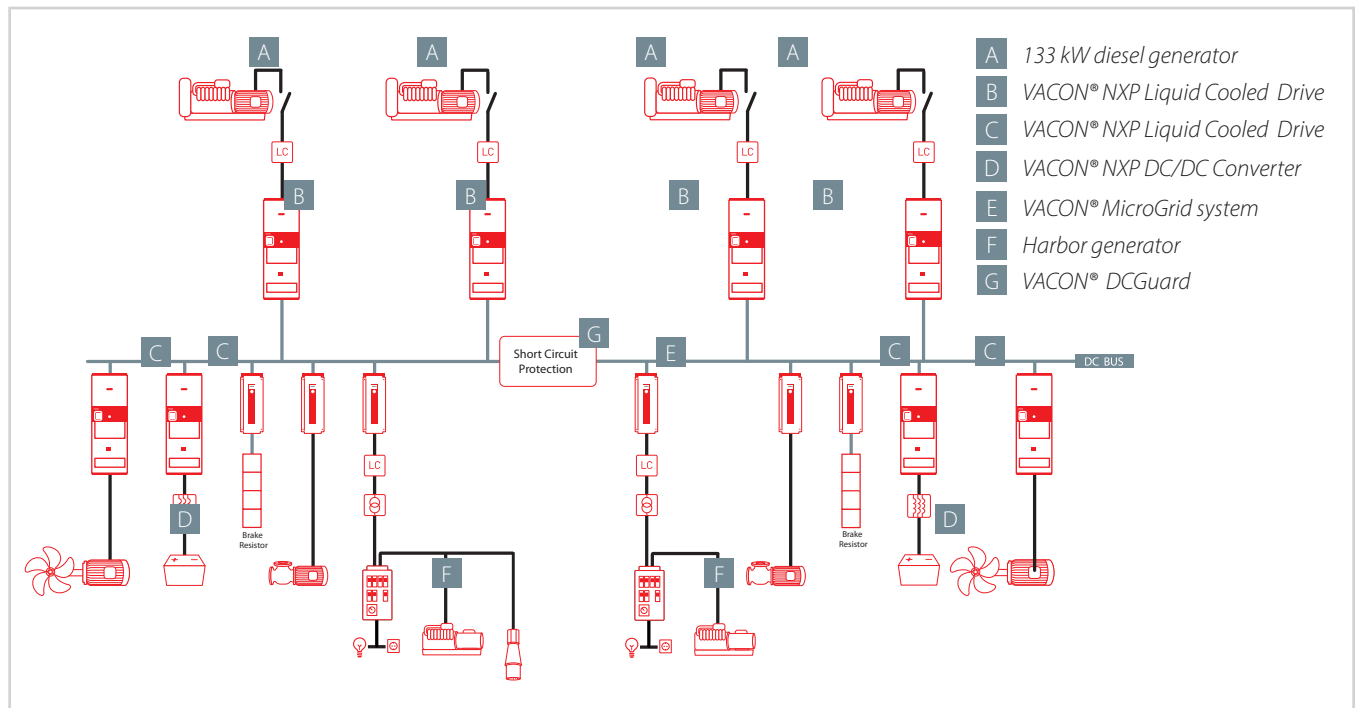 A
A
A
A
A 133 kW diesel generator
B VACON® NXP Liquid Cooled Drive
C VACON® NXP Liquid Cooled Drive
D VACON® NXP DC/DC Converter
E VACON® MicroGrid system
F Harbor generator
G VACON® DCGuard
LC
LC
LC
LC
B
B
B
B
G
Short Circuit
Protection
C
C
E
C
C
DC BUS
LC
LC
D
D
Brake
Resistor
Brake
Resistor
F
F